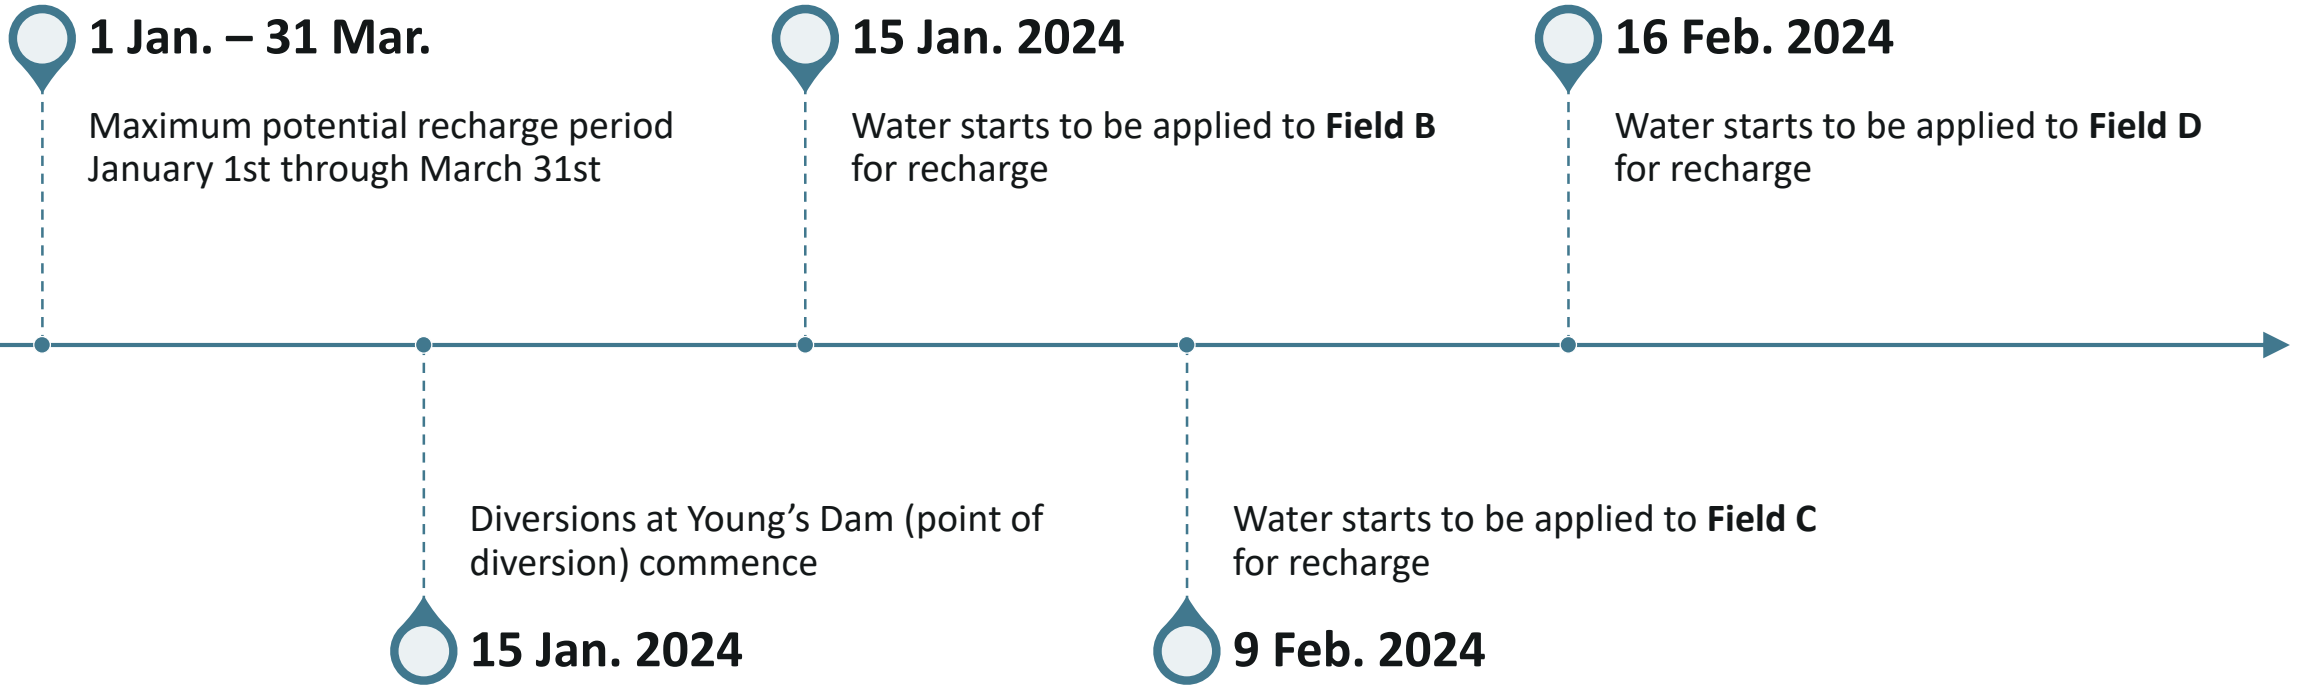 1 Jan. – 31 Mar.
Maximum potential recharge period
January 1st through March 31st
15 Jan. 2024
Water starts to be applied to Field B
for recharge
16 Feb. 2024
Water starts to be applied to Field D
for recharge
Diversions at Young’s Dam (point of
diversion) commence
15 Jan. 2024
Water starts to be applied to Field C
for recharge
9 Feb. 2024